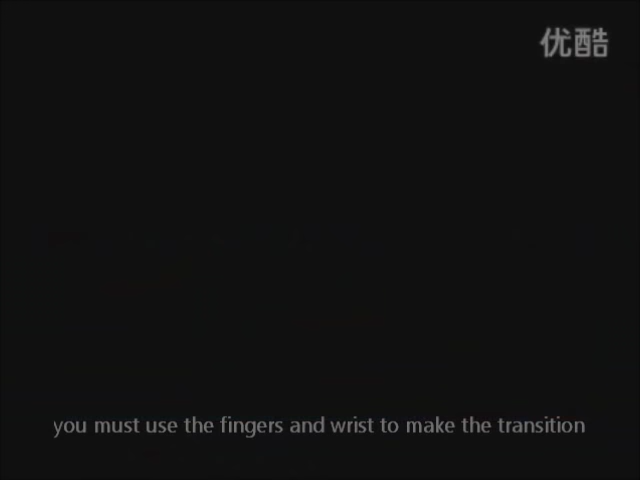 优酷
you must use the fingers and wrist to make the transition